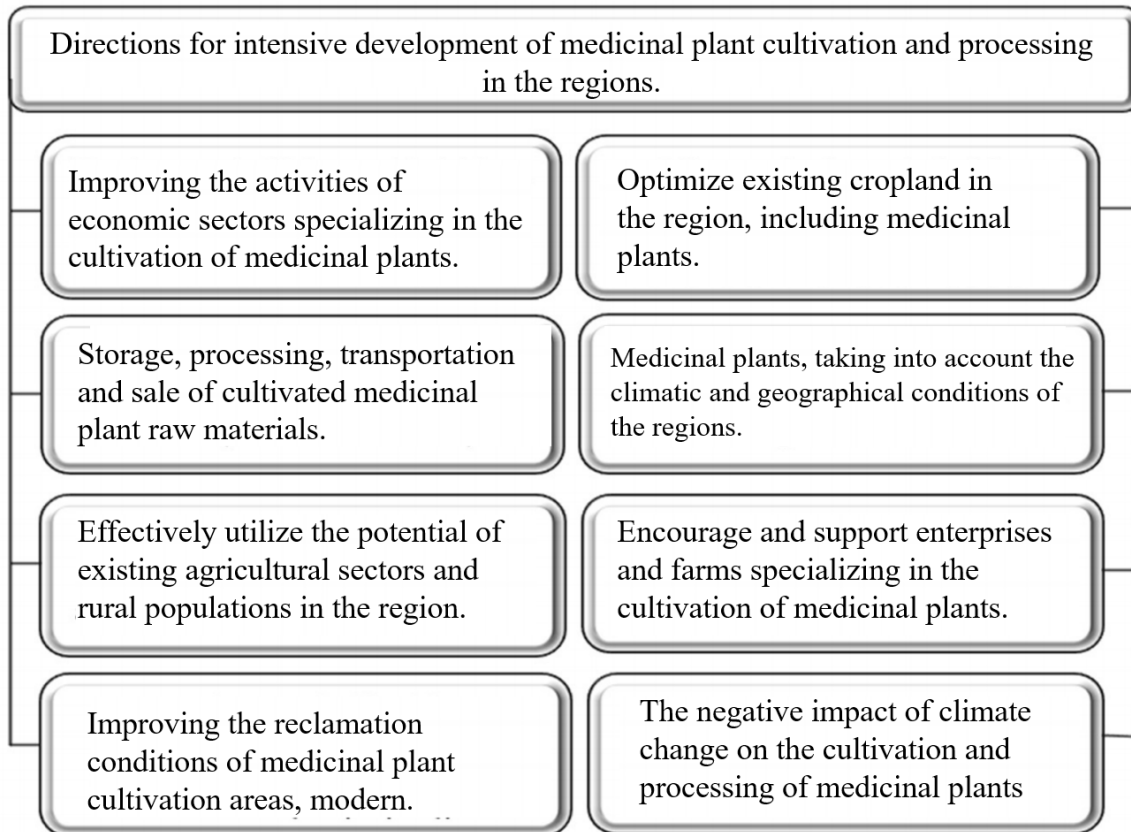 Directions for intensive development of medicinal plant cultivation and processing
in the regions.
Improving the activities of
economic sectors specializing in the
cultivation of medicinal plants.
Optimize existing cropland in
the region, including medicinal
plants.
Storage, processing, transportation
and sale of cultivated medicinal
plant raw materials.
Medicinal plants, taking into account the
climatic and geographical conditions of
the regions.
Effectively utilize the potential of
existing agricultural sectors and
rural populations in the region.
Encourage and support enterprises
and farms specializing in the
cultivation of medicinal plants.
Improving the reclamation
conditions of medicinal plant
cultivation areas, modern.
The negative impact of climate
change on the cultivation and
processing of medicinal plants